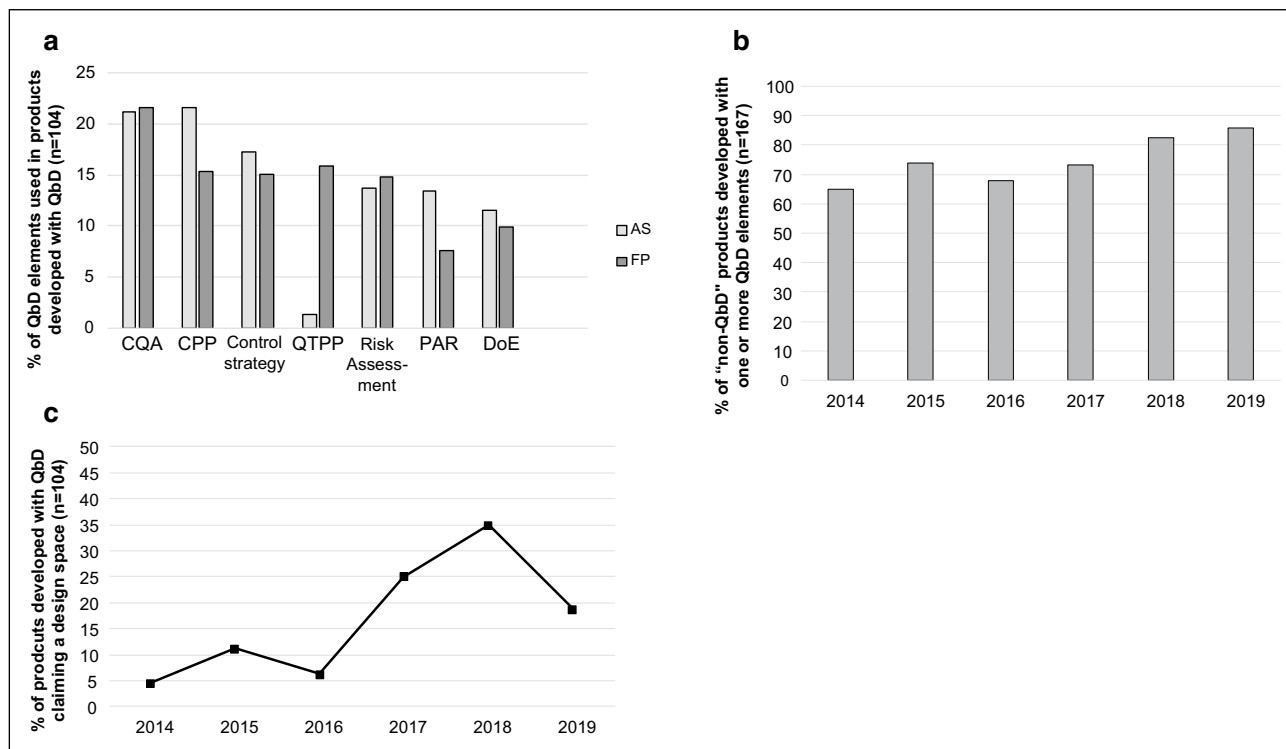 a
% of QbD elements used in products
developed with QbD (n=104)
25
20
15
10
5
0
CQA
CPP
Control
strategy
QTPP
Risk
Assess-
ment
PAR
DoE
AS
FP
b
% of “non-QbD" products developed with
one or more QbD elements (n=167)
100
90
80
70
60
50
40
30
20
10
0
2014
2015
2016
2017
2018
2019
c
% of prodcuts developed with QbD
claiming a design space (n=104)
50
45
40
35
30
25
20
15
10
5
0
2014
2015
2016
2017
2018
2019